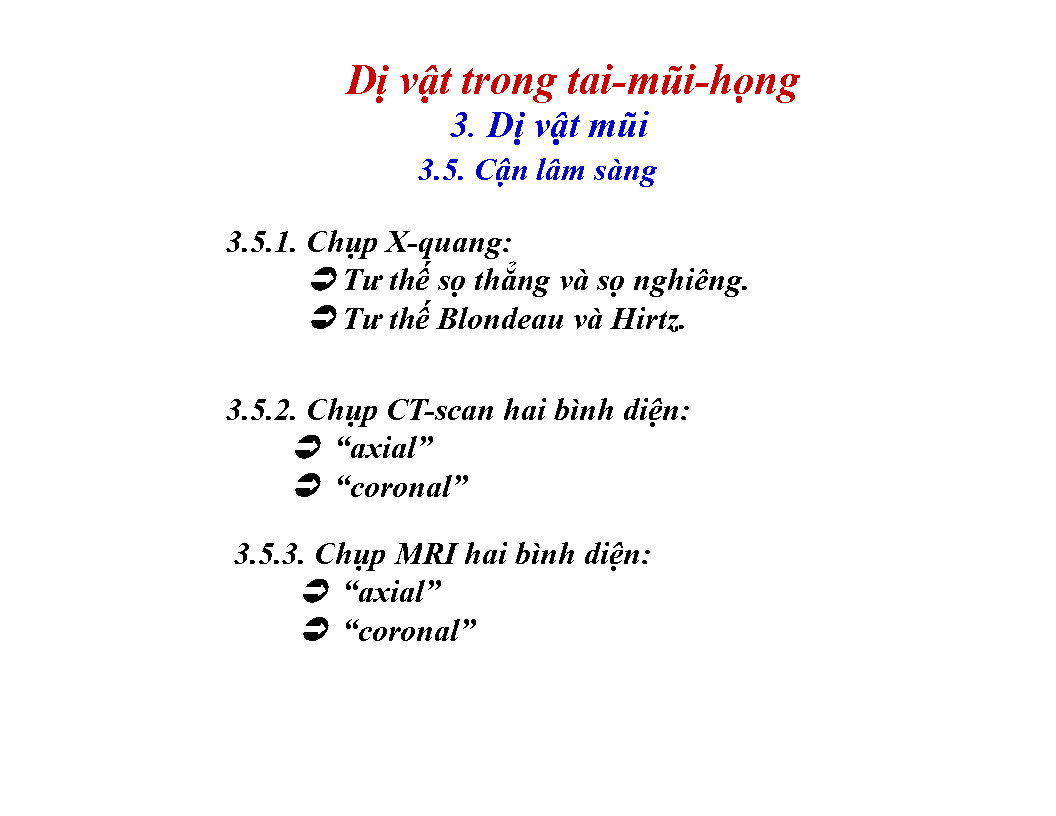 Dị vật trong tai-mũi-họng
3. Dị vật mũi
3.5. Cận lâm sàng
3.5.1. Chụp X-quang:
➲ Tư thế sọ thẳng và sọ nghiêng.
➲ Tư thế Blondeau và Hirtz.
3.5.2. Chụp CT-scan hai bình diện:
➲ “axial”
➲ “coronal”
3.5.3. Chụp MRI hai bình diện:
➲ “axial”
➲ “coronal”